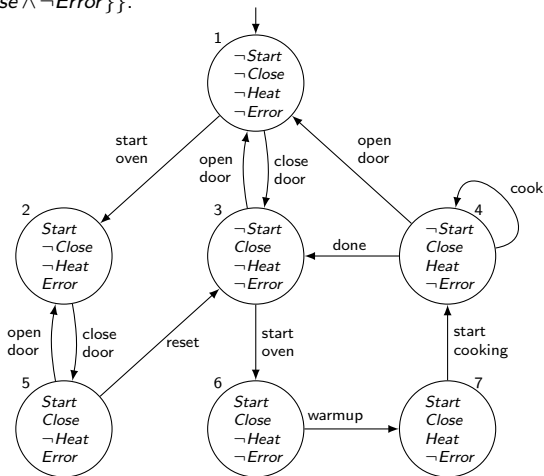 se ∧ ¬Error}}.
1
¬Start
¬Close
¬Heat
¬Error
start
oven
open
door
close
door
open
door
cook
2
Start
¬Close
¬Heat
Error
3
¬Start
Close
¬Heat
¬Error
done
4
¬Start
Close
Heat
¬Error
open
door
close
door
reset
start
oven
start
cooking
5
Start
Close
¬Heat
Error
6
Start
Close
¬Heat
¬Error
warmup
7
Start
Close
Heat
¬Error